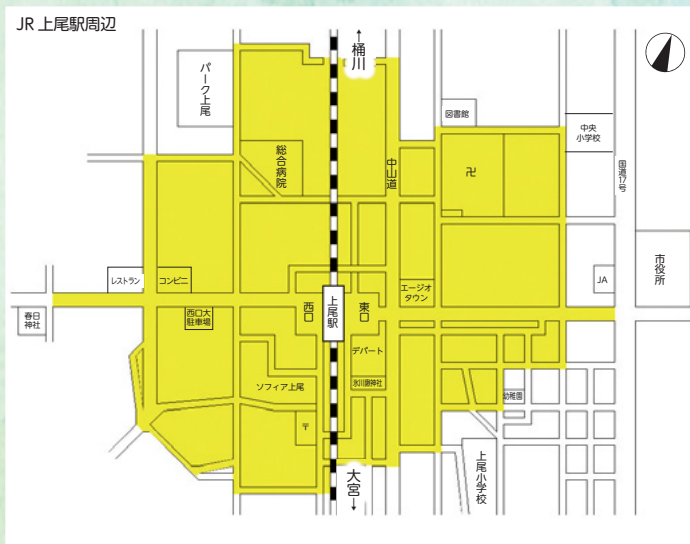 JR 上尾駅周辺
↑桶川
パーク上尾
図書館
中央
小学校
総合病院
中山道
卍
国道17号
市役所
レストラン
コンビニ
エージオ
タウン
JA
春日
神社
西口大
駐車場
西口
上尾駅
東口
デパート
ソフィア上尾
氷川鍬神社
幼稚園
〒
上尾小学校
大宮↓